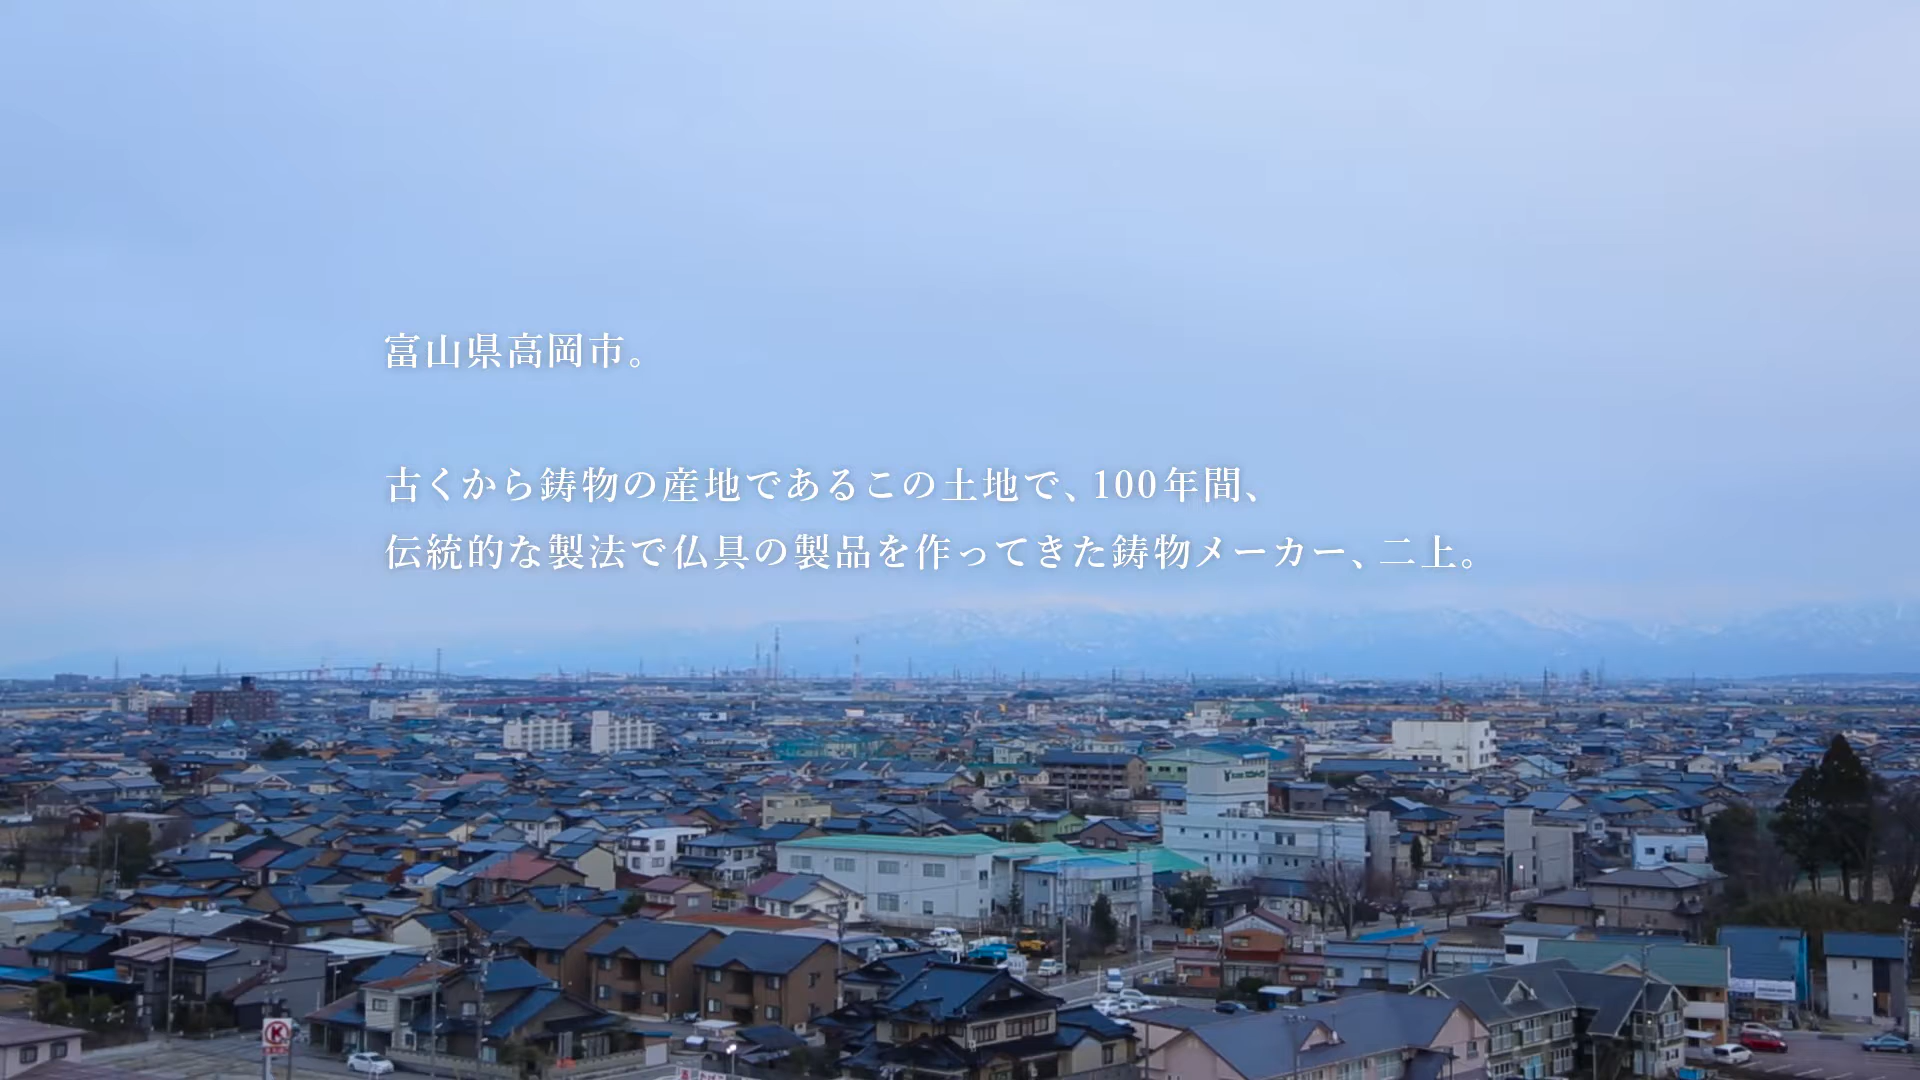 富山県高岡市。
古くから鋳物の産地であるこの土地で、100年間、
伝統的な製法で仏具の製品を作ってきた鋳物メーカー、二上。
K